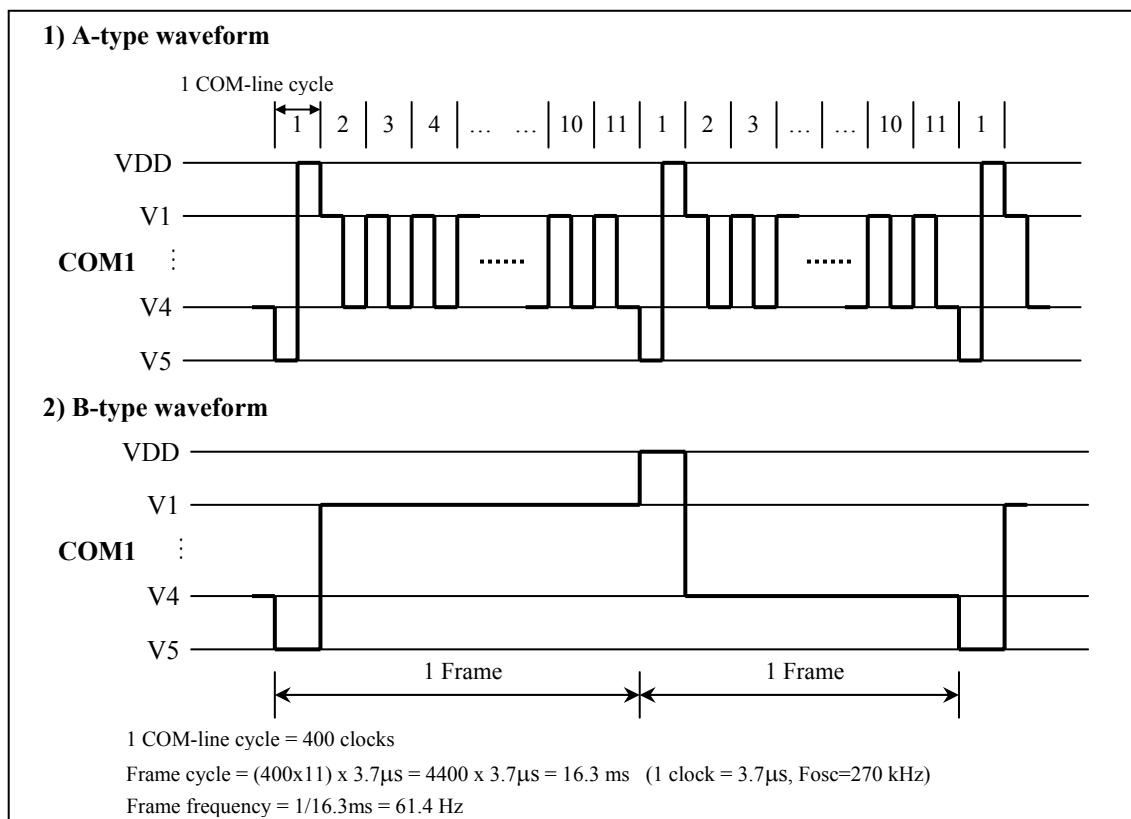 1) A-type waveform
1 COM-line cycle
1 2 3 4 ... ... 10 11 1 2 3 ... ... 10 11 1
VDD
V1
COM1 ⋮
V4
V5
2) B-type waveform
VDD
V1
COM1 ⋮
V4
V5
1 Frame 1 Frame
1 COM-line cycle = 400 clocks
Frame cycle = (400x11) x 3.7μs = 4400 x 3.7μs = 16.3 ms (1 clock = 3.7μs, Fosc=270 kHz)
Frame frequency = 1/16.3ms = 61.4 Hz